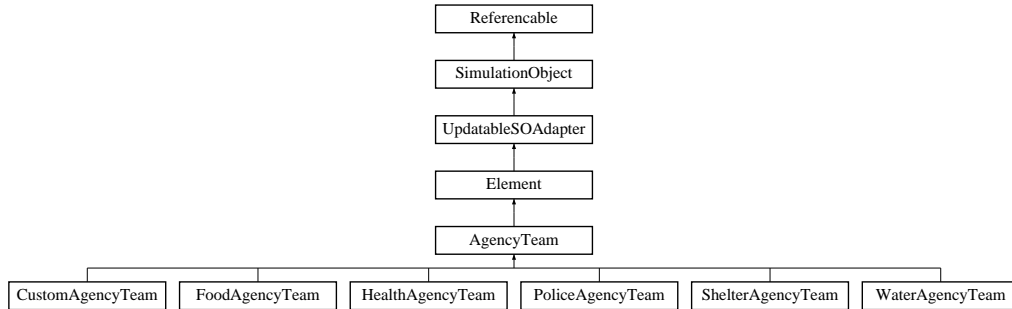 Referencable
SimulationObject
UpdatableSOAdapter
Element
AgencyTeam
CustomAgencyTeam FoodAgencyTeam HealthAgencyTeam PoliceAgencyTeam ShelterAgencyTeam WaterAgencyTeam